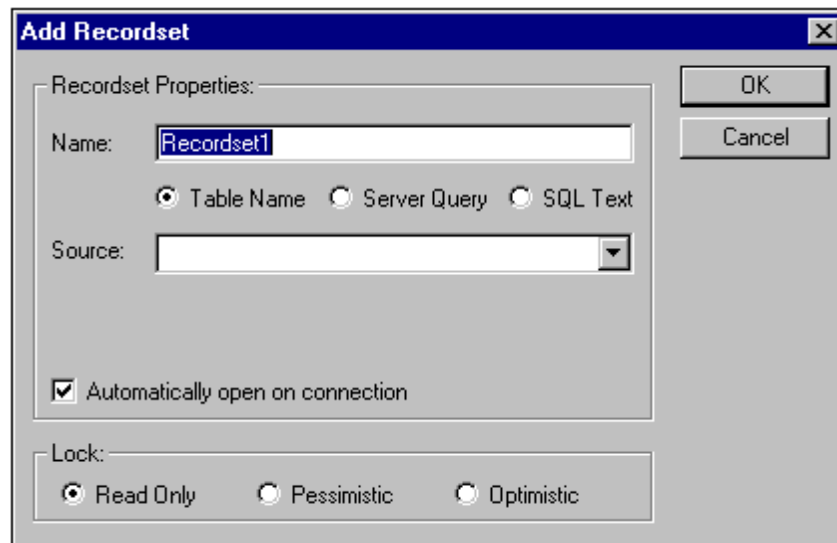 Add Recordset
Recordset Properties:
OK
Name: Recordset1
Cancel
Table Name Server Query SQL Text
Source:
Automatically open on connection
Lock:
Read Only Pessimistic Optimistic